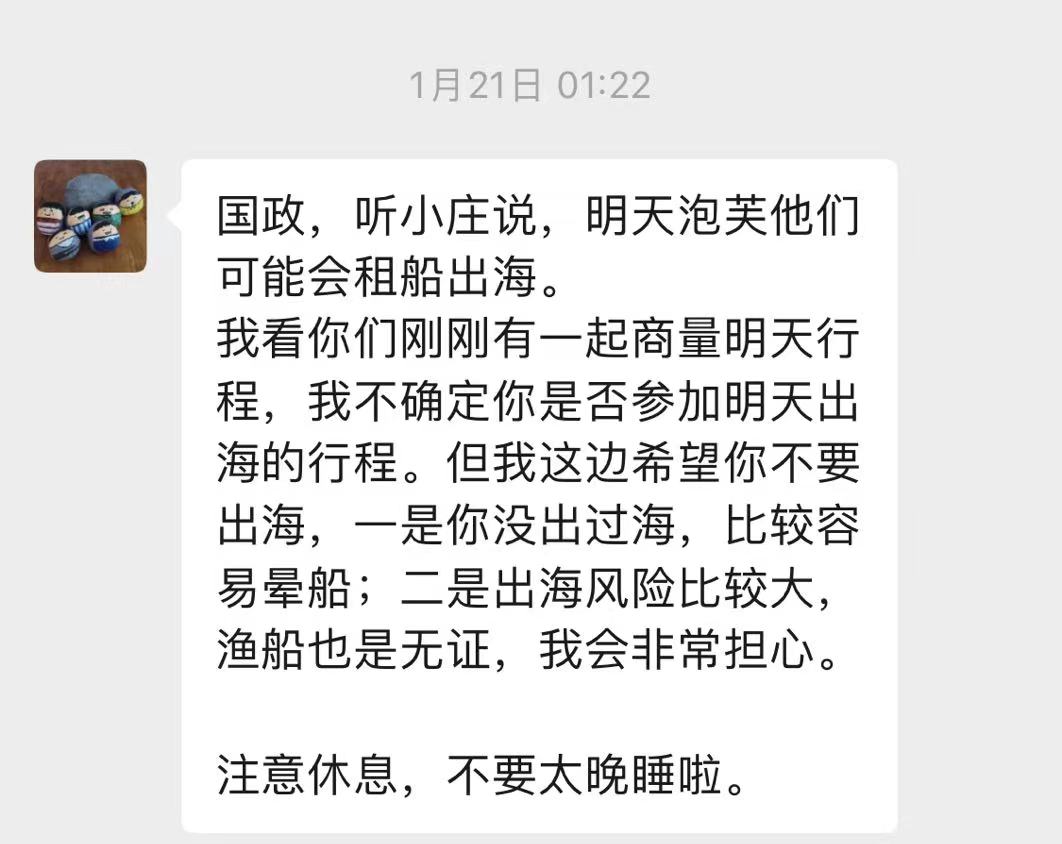 1月21日 01:22
国政，听小庄说，明天泡芙他们
可能会租船出海。
我看你们刚刚有一起商量明天行
程，我不确定你是否参加明天出
海的行程。但我这边希望你不要
出海，一是你没出过海，比较容
易晕船；二是出海风险比较大，
渔船也是无证，我会非常担心。
注意休息，不要太晚睡啦。